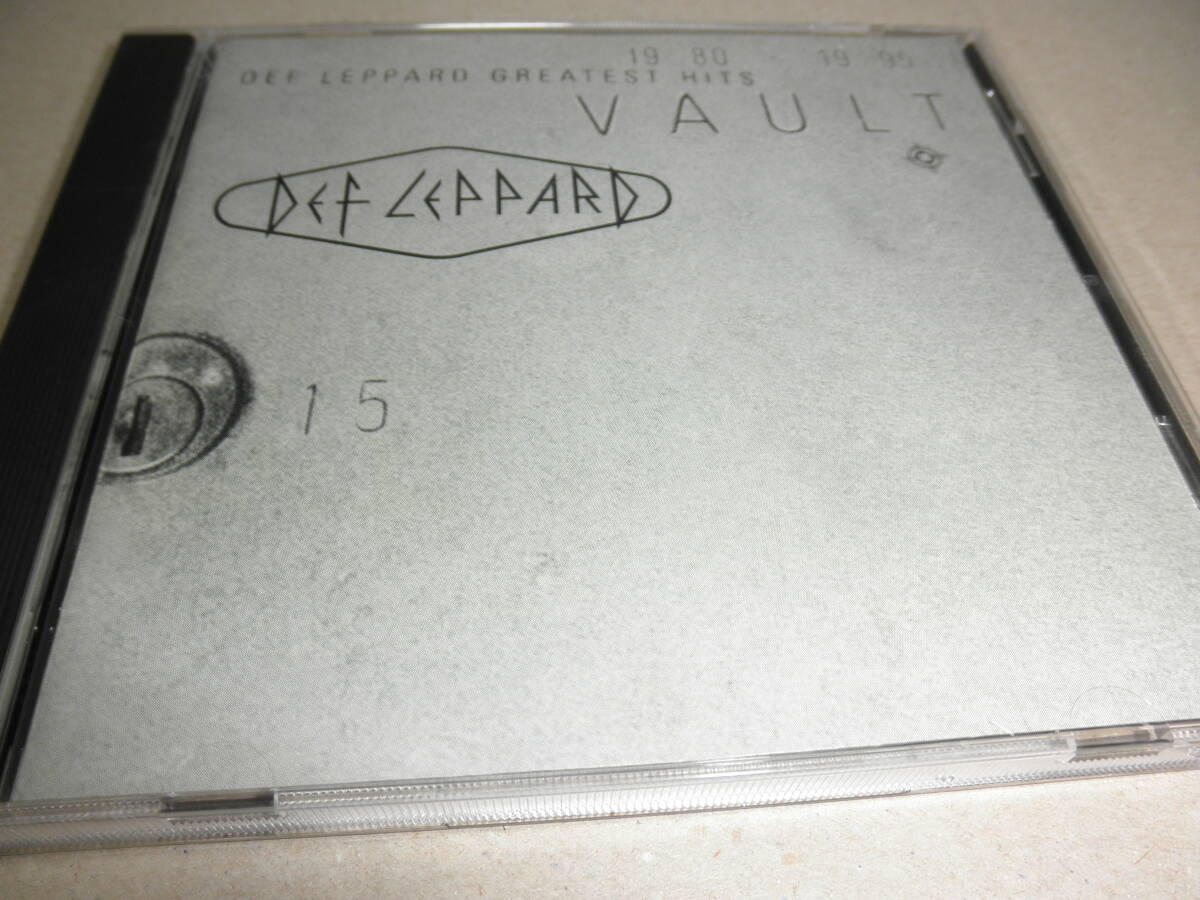 19 80 - 19 95
DEF LEPPARD GREATEST HITS
VAULT
DEF LEPPARD
15